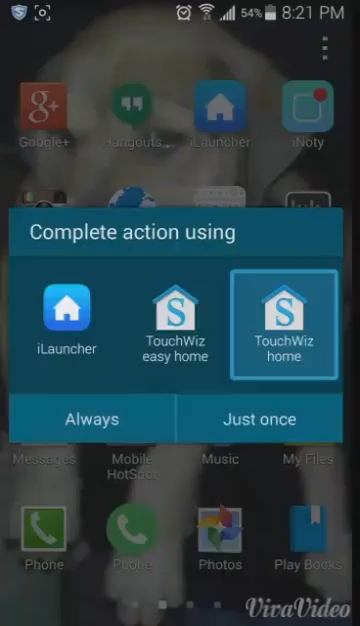 54% 8:21 PM
Google+ Hangouts iLauncher iNoty
Complete action using
iLauncher
TouchWiz
easy home
TouchWiz
home
Always Just once
Messages Mobile Music My Files
HotSpot
Phone Phone Photos Play Books
VivaVideo